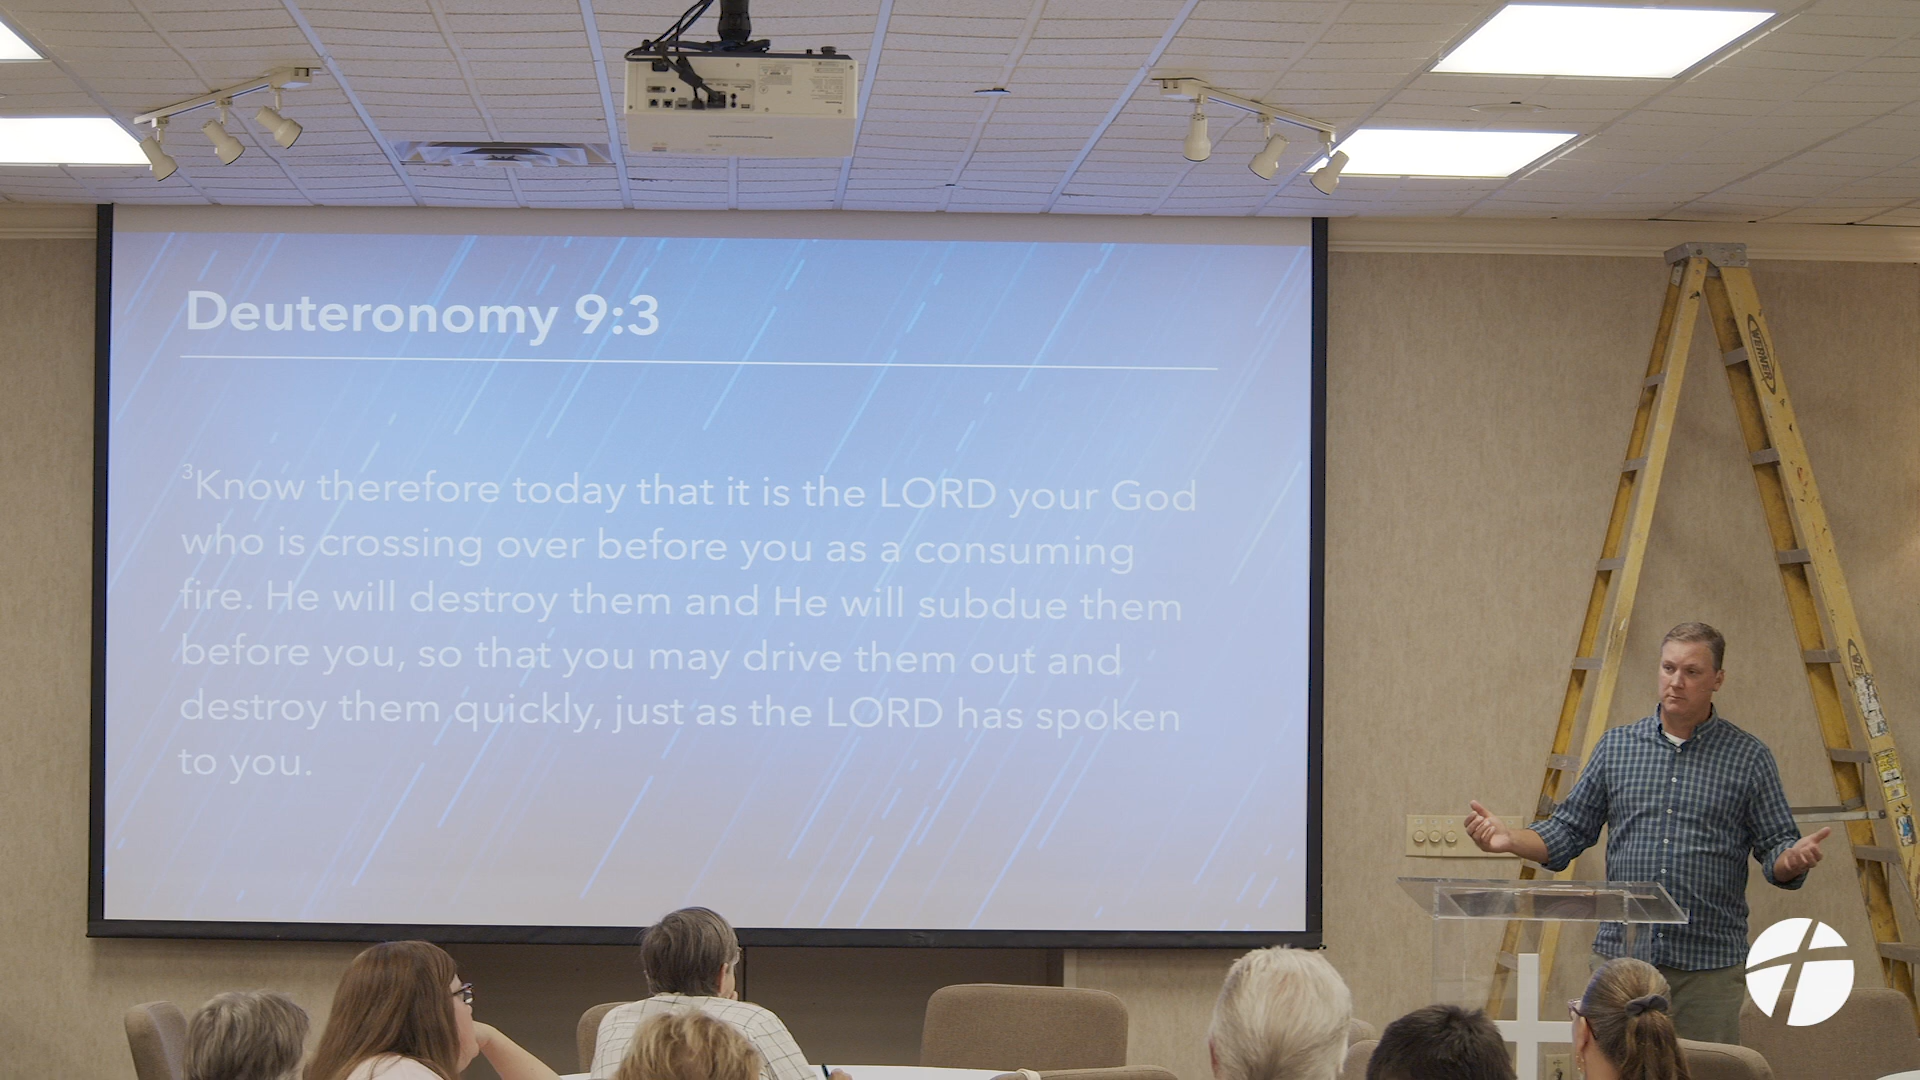 Deuteronomy 9:3
³Know therefore today that it is the LORD your God
who is crossing over before you as a consuming
fire. He will destroy them and He will subdue them
before you, so that you may drive them out and
destroy them quickly, just as the LORD has spoken
to you.
WERNER